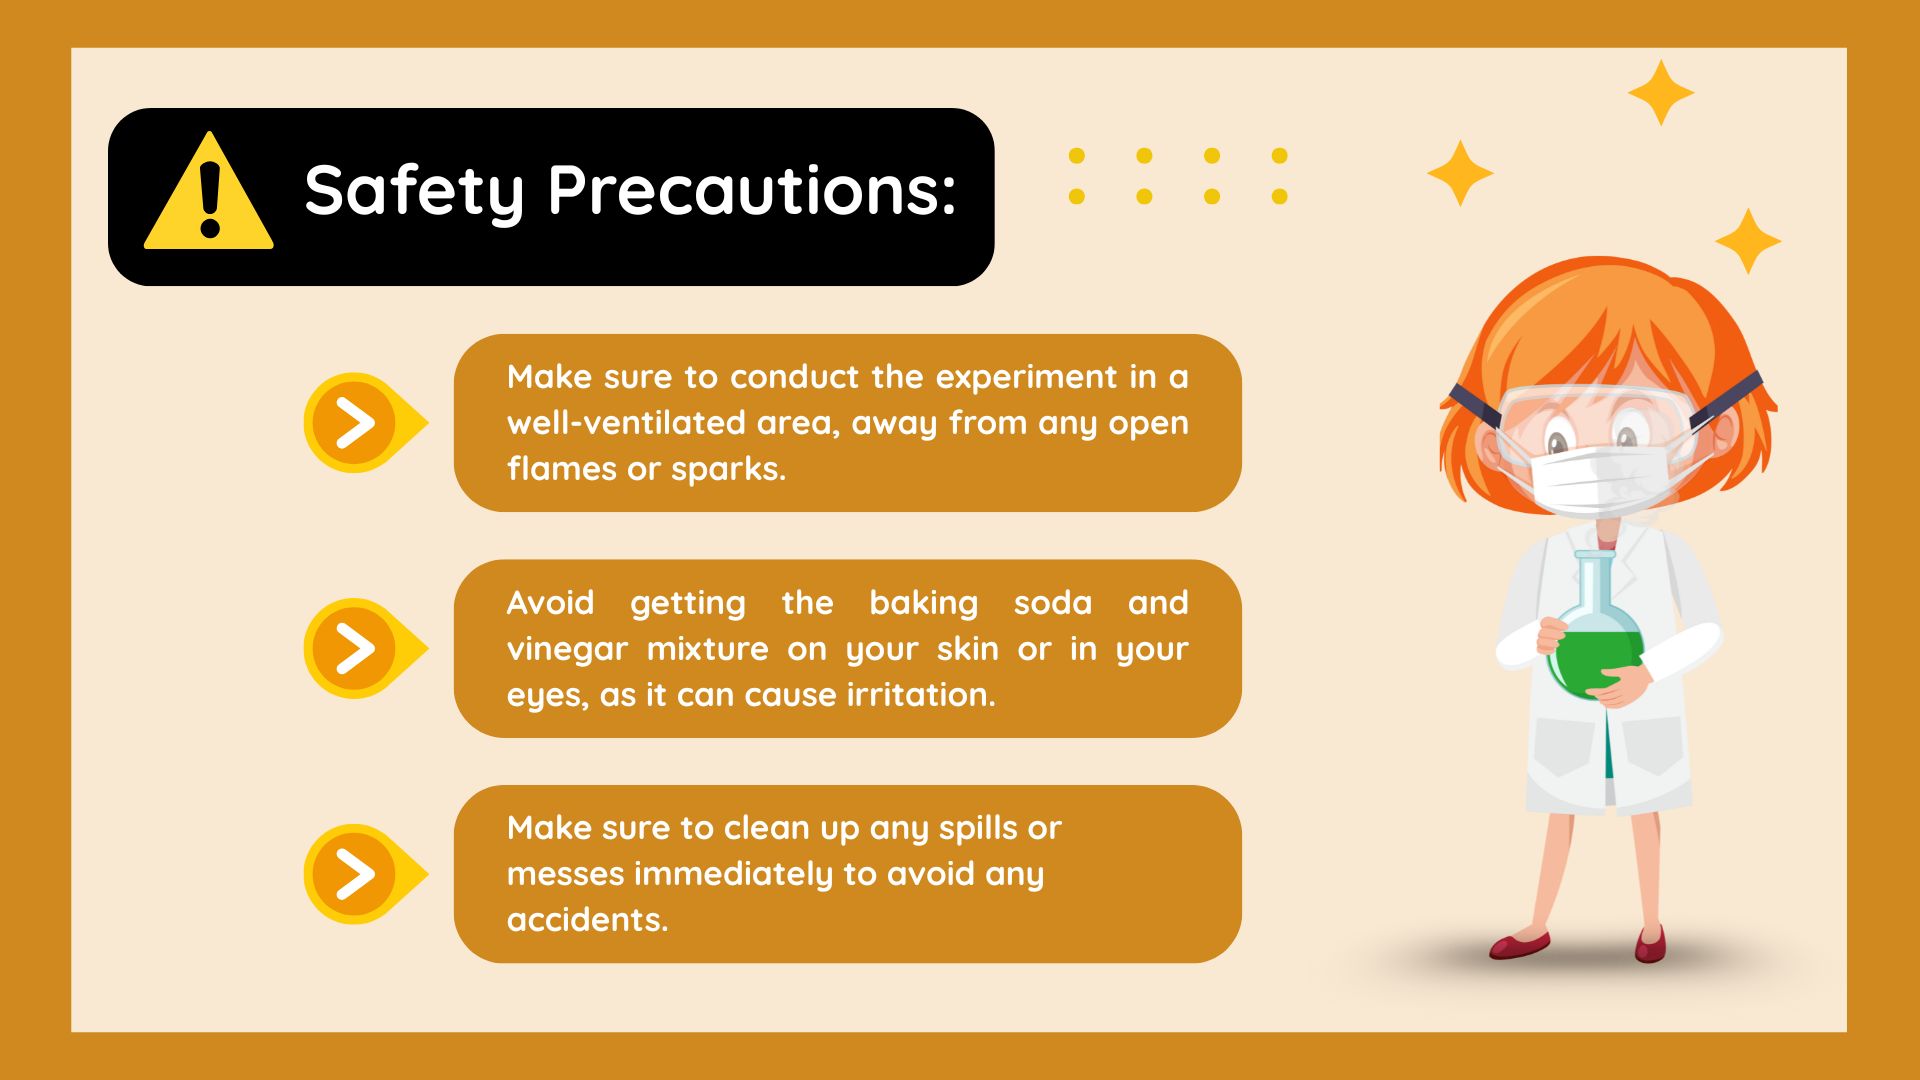 Safety Precautions:
Make sure to conduct the experiment in a
well-ventilated area, away from any open
flames or sparks.
Avoid getting the baking soda and
vinegar mixture on your skin or in your
eyes, as it can cause irritation.
Make sure to clean up any spills or
messes immediately to avoid any
accidents.